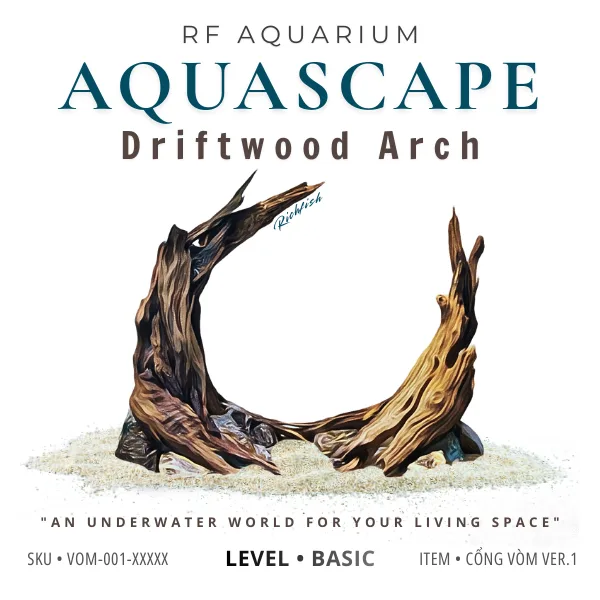 RF AQUARIUM
AQUASCAPE
Driftwood Arch
Richfish
"AN UNDERWATER WORLD FOR YOUR LIVING SPACE"
SKU • VOM-001-XXXXX
LEVEL • BASIC
ITEM • CỔNG VÒM VER.1